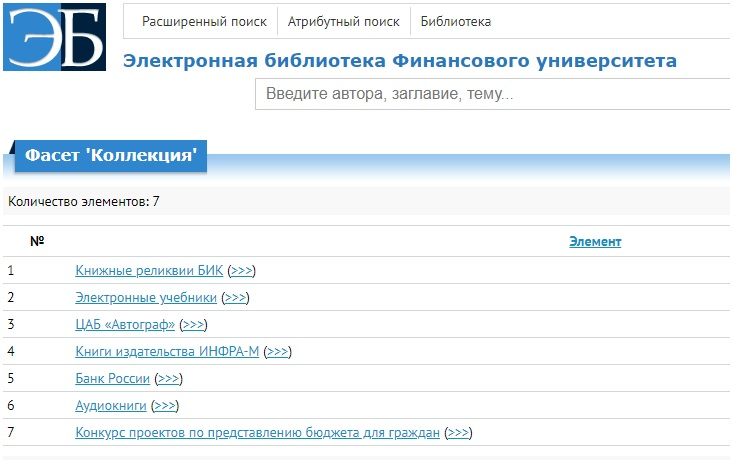 ЭБ
Расширенный поиск Атрибутный поиск Библиотека
Электронная библиотека Финансового университета
Введите автора, заглавие, тему...
Фасет 'Коллекция'
Количество элементов: 7
№ Элемент
1 Книжные реликвии БИК (>>>)
2 Электронные учебники (>>>)
3 ЦАБ «Автограф» (>>>)
4 Книги издательства ИНФРА-М (>>>)
5 Банк России (>>>)
6 Аудиокниги (>>>)
7 Конкурс проектов по представлению бюджета для граждан (>>>)